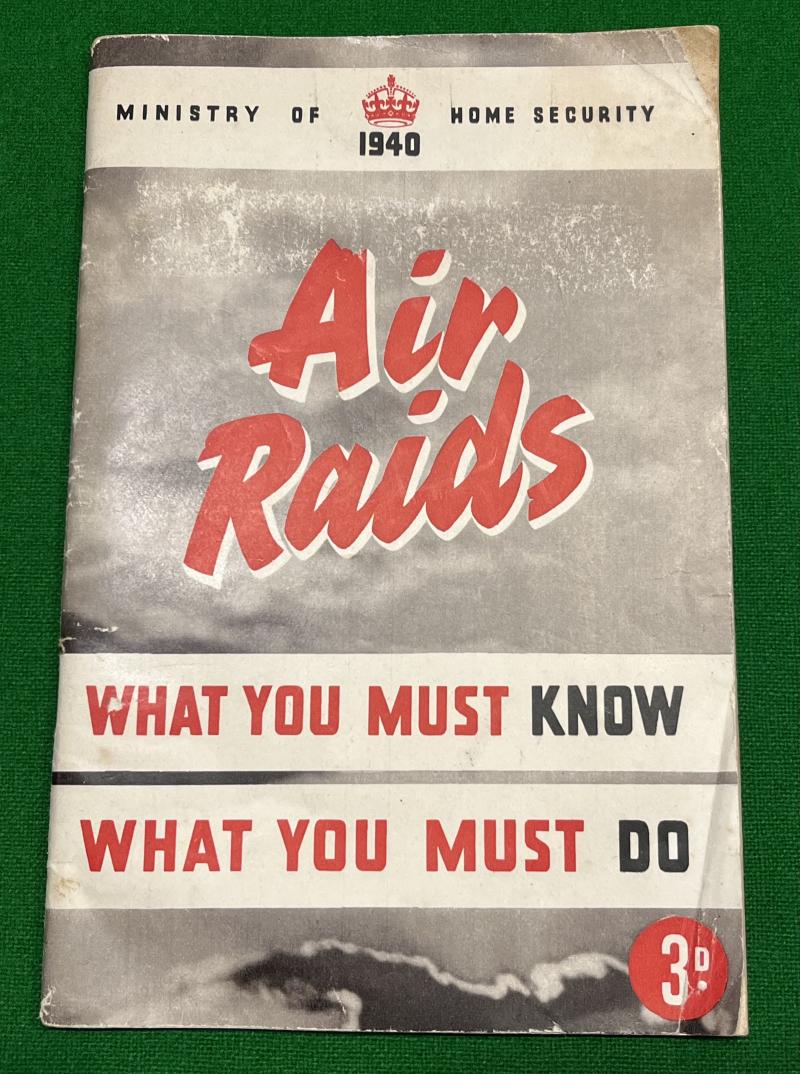 MINISTRY OF HOME SECURITY
1940
Air
Raids
WHAT YOU MUST KNOW
WHAT YOU MUST DO
3D.